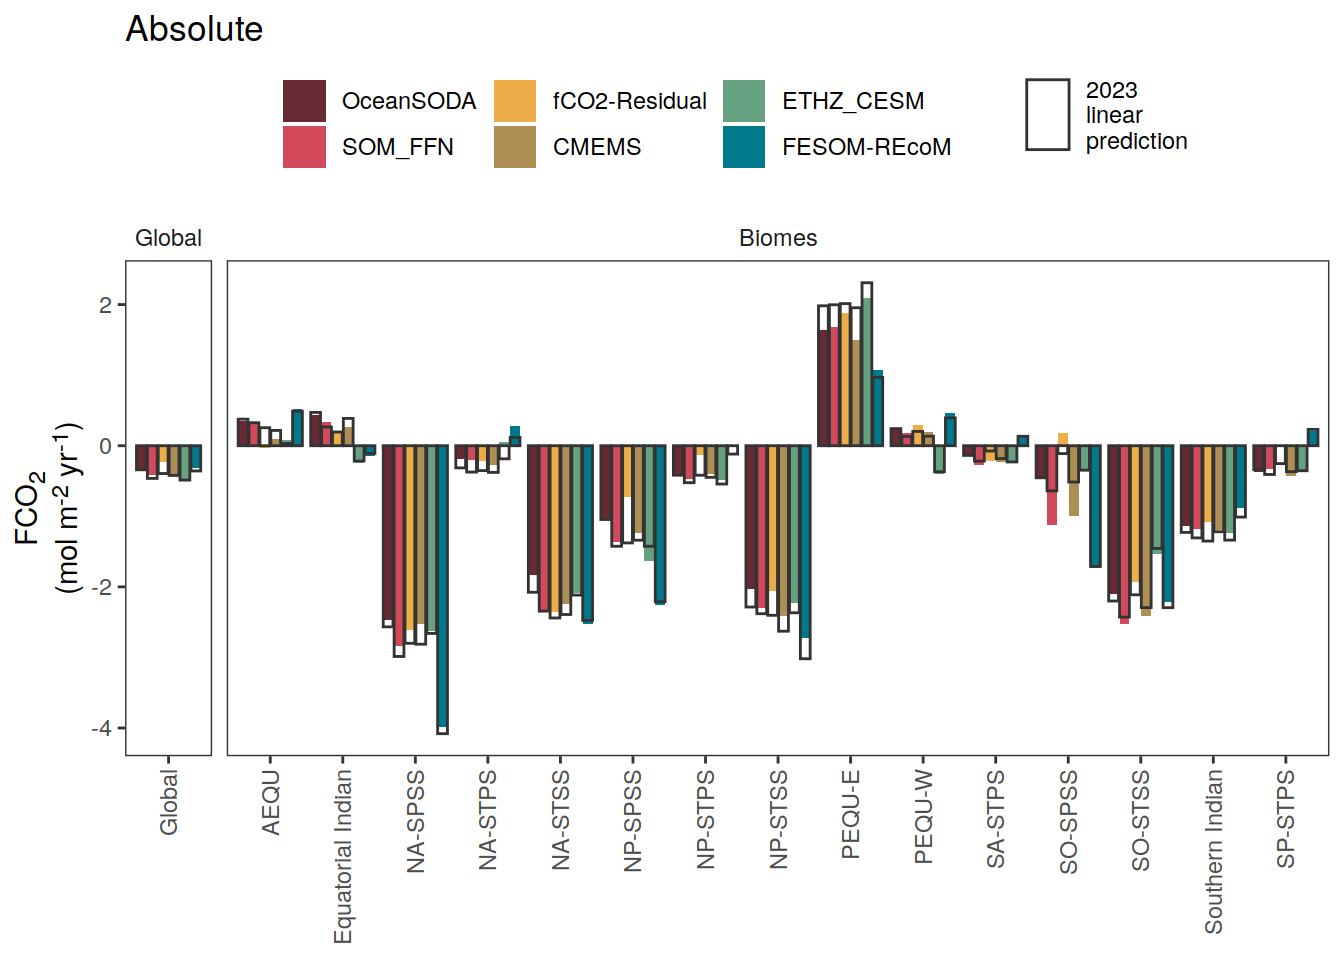 Absolute
OceanSODA
SOM_FFN
fCO2-Residual
CMEMS
ETHZ_CESM
FESOM-REcoM
2023
linear
prediction
Global
Biomes
FCO₂
(mol m⁻² yr⁻¹)
2
0
-2
-4
Global
AEQU
Equatorial Indian
NA-SPSS
NA-STPS
NA-STSS
NP-SPSS
NP-STPS
NP-STSS
PEQU-E
PEQU-W
SA-STPS
SO-SPSS
SO-STSS
Southern Indian
SP-STPS